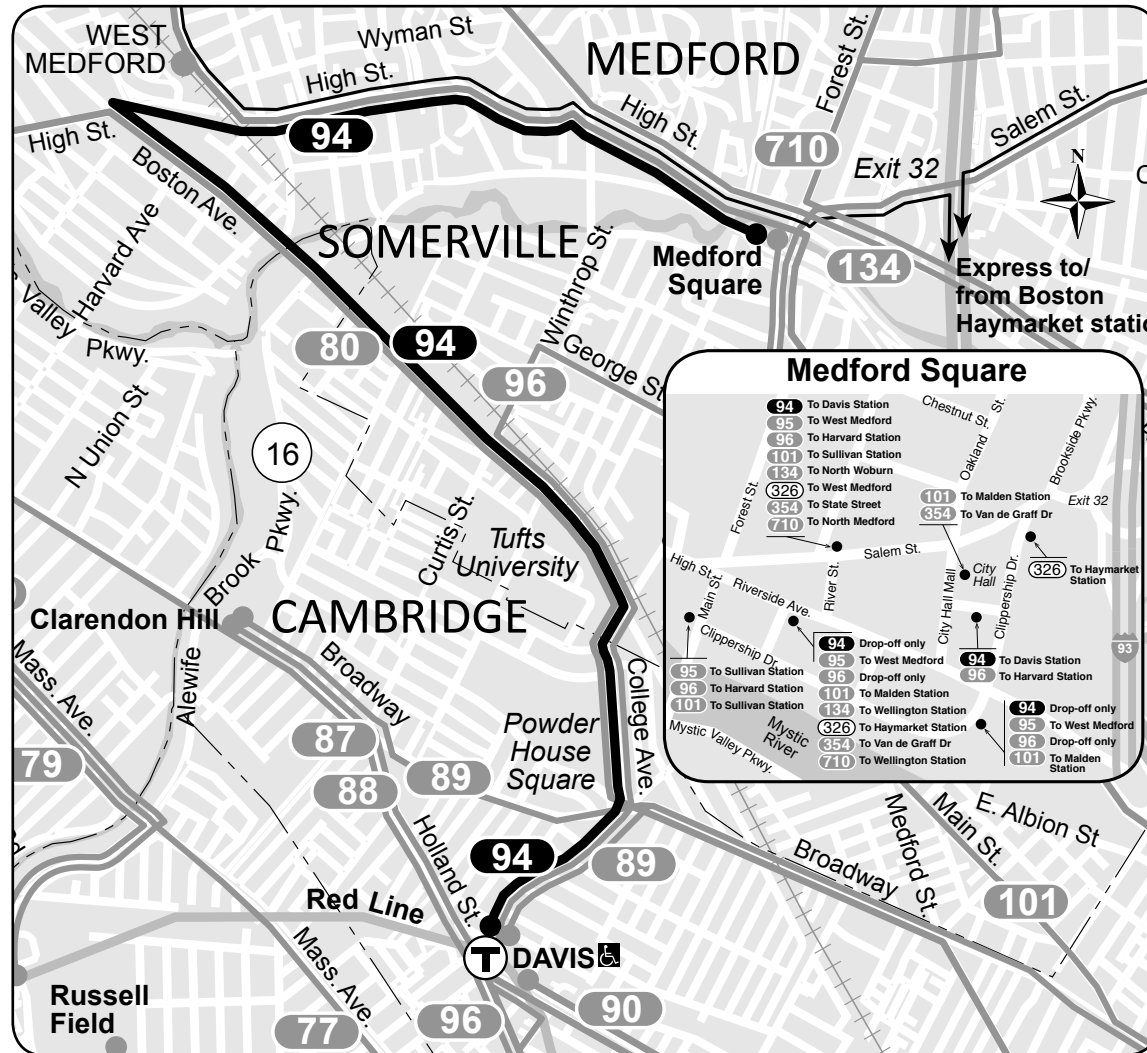 WEST
MEDFORD
Wyman St
High St.
MEDFORD
Forest St.
High St.
94
High St.
710
Salem St.
Exit 32
N
C
Boston Ave.
Harvard Ave
SOMERVILLE
Winthrop St.
Medford
Square
134
Express to/
from Boston
Haymarket statio
Valley
Pkwy.
80
94
96
George St
N Union St
16
Pkwy.
Brook
Alewife
Curtis St.
Tufts
University
CAMBRIDGE
Clarendon Hill
Mass. Ave.
Broadway
College Ave.
79
87
88
89
Powder
House
Square
Holland St.
94
89
Red Line
T
DAVIS
Mass. Ave.
Russell
Field
77
96
90
Broadway
Medford St.
Main St.
E. Albion St
101
Medford Square
94 To Davis Station
95 To West Medford
96 To Harvard Station
101 To Sullivan Station
134 To North Woburn
326 To West Medford
354 To State Street
710 To North Medford
Chestnut St.
Oakland St.
Brookside Pkwy.
Exit 32
101 To Malden Station
354 To Van de Graff Dr
Forest St.
Salem St.
High St.
Main St.
Riverside Ave.
River St.
City Hall Mall
City
Hall
Clippership Dr.
326 To Haymarket
Station
Clippership Dr.
93
95 To Sullivan Station
96 To Harvard Station
101 To Sullivan Station
94 Drop-off only
95 To West Medford
96 Drop-off only
101 To Malden Station
134 To Wellington Station
326 To Haymarket Station
354 To Van de Graff Dr
710 To Wellington Station
94 To Davis Station
96 To Harvard Station
94 Drop-off only
95 To West Medford
96 Drop-off only
101 To Malden
Station
Mystic
River
Mystic Valley Pkwy.